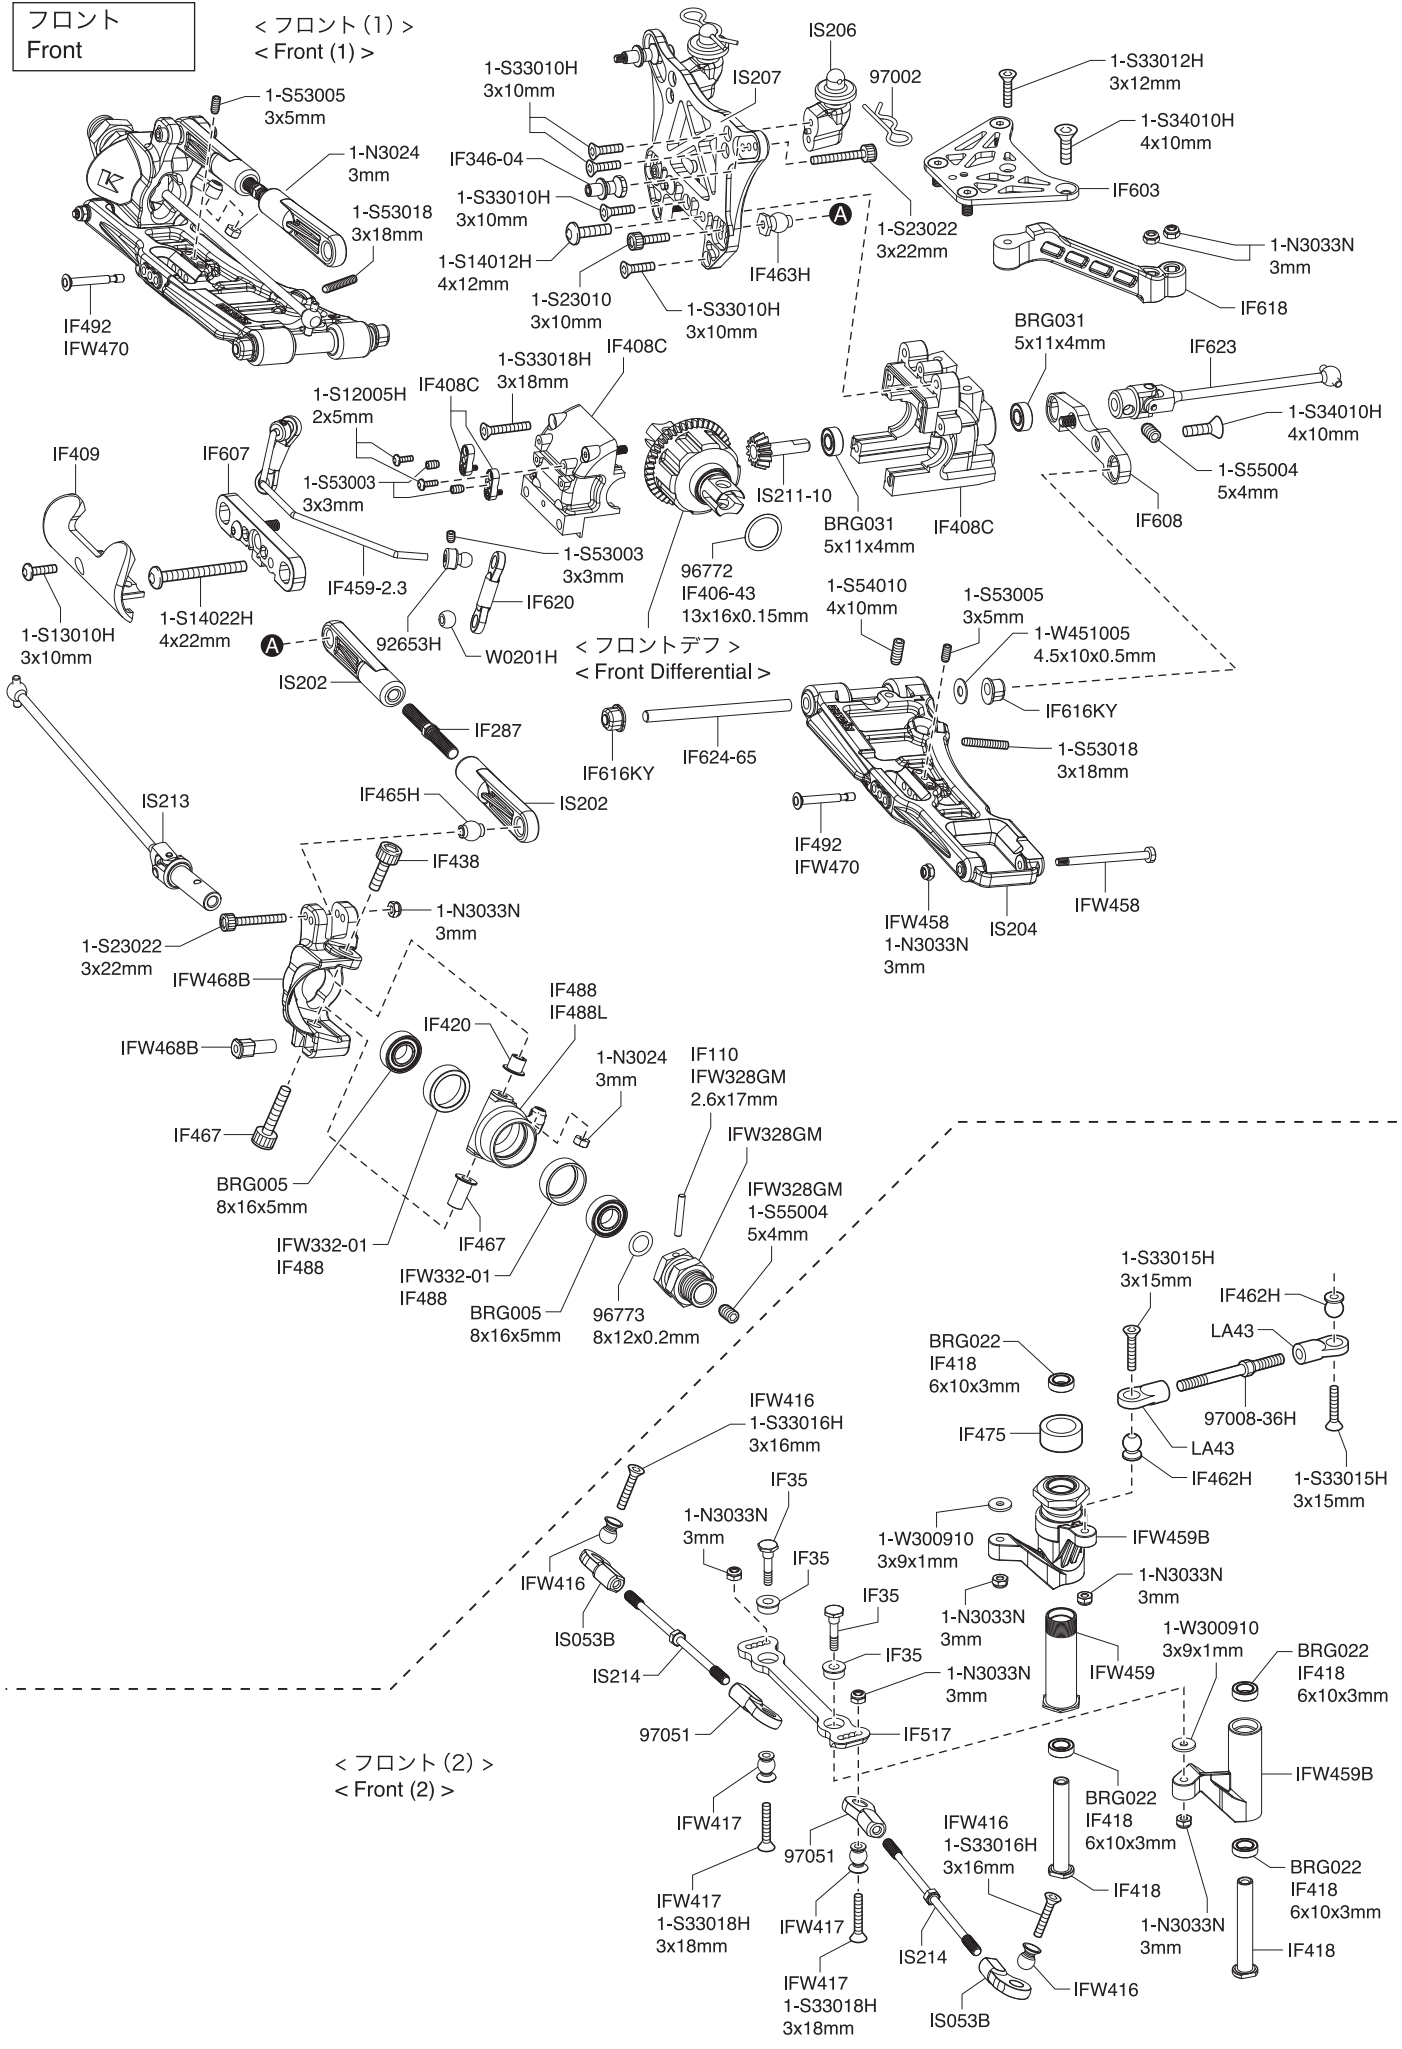 フロント
Front
< フロント (1) >
< Front (1) >
1-S53005
3x5mm
1-N3024
3mm
1-S53018
3x18mm
IF492
IFW470
1-S33010H
3x10mm
IF346-04
1-S33010H
3x10mm
1-S14012H
4x12mm
1-S23010
3x10mm
IS207
IS206
97002
A
IF463H
1-S23022
3x22mm
1-S33010H
3x10mm
1-S33012H
3x12mm
1-S34010H
4x10mm
IF603
1-N3033N
3mm
IF618
BRG031
5x11x4mm
IF623
1-S34010H
4x10mm
1-S55004
5x4mm
IF608
IF408C
1-S33018H
3x18mm
IF408C
1-S12005H
2x5mm
1-S53003
3x3mm
IF409
IF607
IS211-10
BRG031
5x11x4mm
IF408C
1-S53003
3x3mm
96772
IF406-43
13x16x0.15mm
IF459-2.3
IF620
92653H
W0201H
1-S13010H
3x10mm
1-S14022H
4x22mm
A
< フロントデフ >
< Front Differential >
1-S54010
4x10mm
1-S53005
3x5mm
1-W451005
4.5x10x0.5mm
IF616KY
IS202
IF287
IF616KY
IF624-65
1-S53018
3x18mm
IS213
IF465H
IS202
IF492
IFW470
IF438
IFW458
1-N3033N
3mm
IS204
IFW458
1-N3033N
3mm
1-S23022
3x22mm
IFW468B
IFW468B
IF488
IF488L
IF420
1-N3024
3mm
IF110
IFW328GM
2.6x17mm
IFW328GM
IF467
BRG005
8x16x5mm
IFW328GM
1-S55004
5x4mm
IFW332-01
IF488
IF467
IFW332-01
IF488
BRG005
8x16x5mm
96773
8x12x0.2mm
1-S33015H
3x15mm
IF462H
LA43
BRG022
IF418
6x10x3mm
97008-36H
IF475
LA43
IF462H
1-S33015H
3x15mm
IFW416
1-S33016H
3x16mm
IF35
1-N3033N
3mm
1-W300910
3x9x1mm
IFW459B
IFW416
IF35
1-N3033N
3mm
IS053B
IF35
1-N3033N
3mm
1-W300910
3x9x1mm
BRG022
IF418
6x10x3mm
IS214
IF35
IFW459
1-N3033N
3mm
97051
IF517
< フロント (2) >
< Front (2) >
IFW459B
BRG022
IF418
6x10x3mm
IFW417
97051
IFW416
1-S33016H
3x16mm
BRG022
IF418
6x10x3mm
IF418
IFW417
1-S33018H
3x18mm
IFW417
1-N3033N
3mm
IF418
IS214
IFW417
1-S33018H
3x18mm
IFW416
IS053B